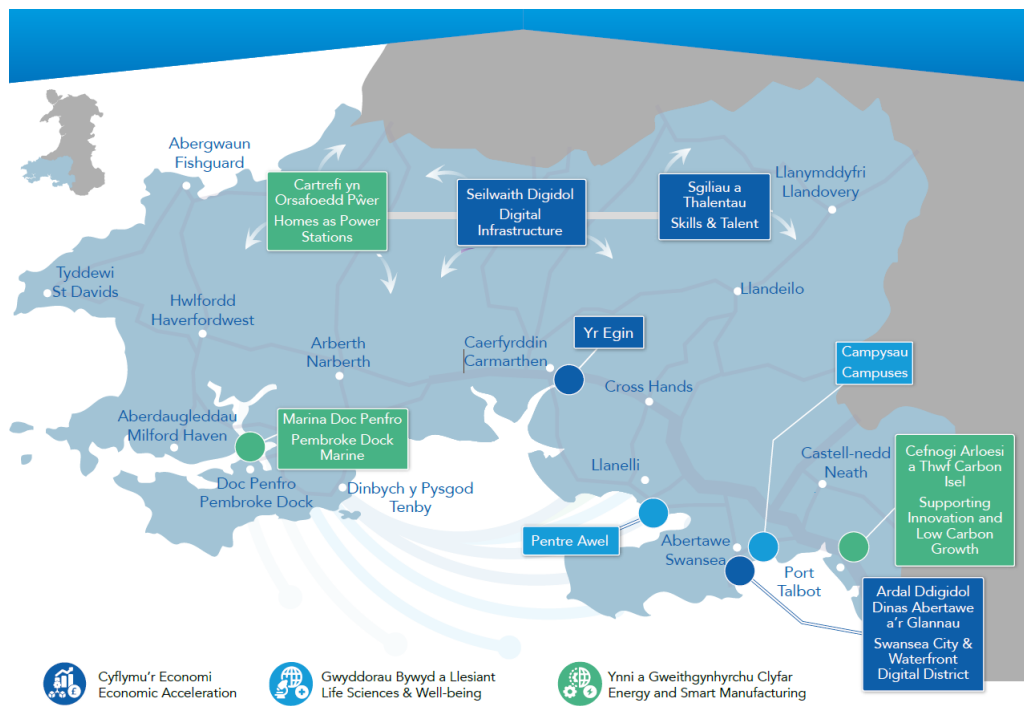 Abergwaun
Fishguard
Cartrefi yn
Orsafoedd Pŵer
Homes as Power
Stations
Seilwaith Digidol
Digital
Infrastructure
Sgiliau a
Thalentau
Skills & Talent
Llanymddyfri
Llandovery
Tyddewi
St Davids
Hwlfordd
Haverfordwest
Llandeilo
Arberth
Narberth
Caerfyrddin
Carmarthen
Yr Egin
Cross Hands
Campysau
Campuses
Aberdaugleddau
Milford Haven
Marina Doc Penfro
Pembroke Dock
Marine
Doc Penfro
Pembroke Dock
Dinbych y Pysgod
Tenby
Llanelli
Castell-nedd
Neath
Cefnogi Arloesi
a Thwf Carbon
Isel
Supporting
Innovation and
Low Carbon
Growth
Pentre Awel
Abertawe
Swansea
Port
Talbot
Ardal Ddigidol
Dinas Abertawe
a'r Glannau
Swansea City &
Waterfront
Digital District
Cyflymu'r Economi
Economic Acceleration
Gwyddorau Bywyd a Llesiant
Life Sciences & Well-being
Ynni a Gweithgynhyrchu Clyfar
Energy and Smart Manufacturing